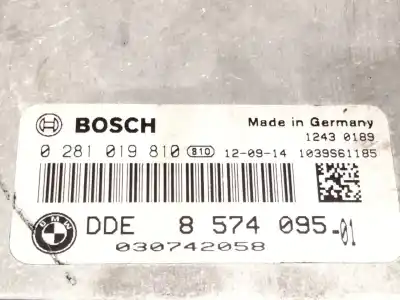 BOSCH
Made in Germany
1243 0189
0 281 019 810 810 12-09-14 1039S61185
BMW DDE 8 574 095-01
030742058